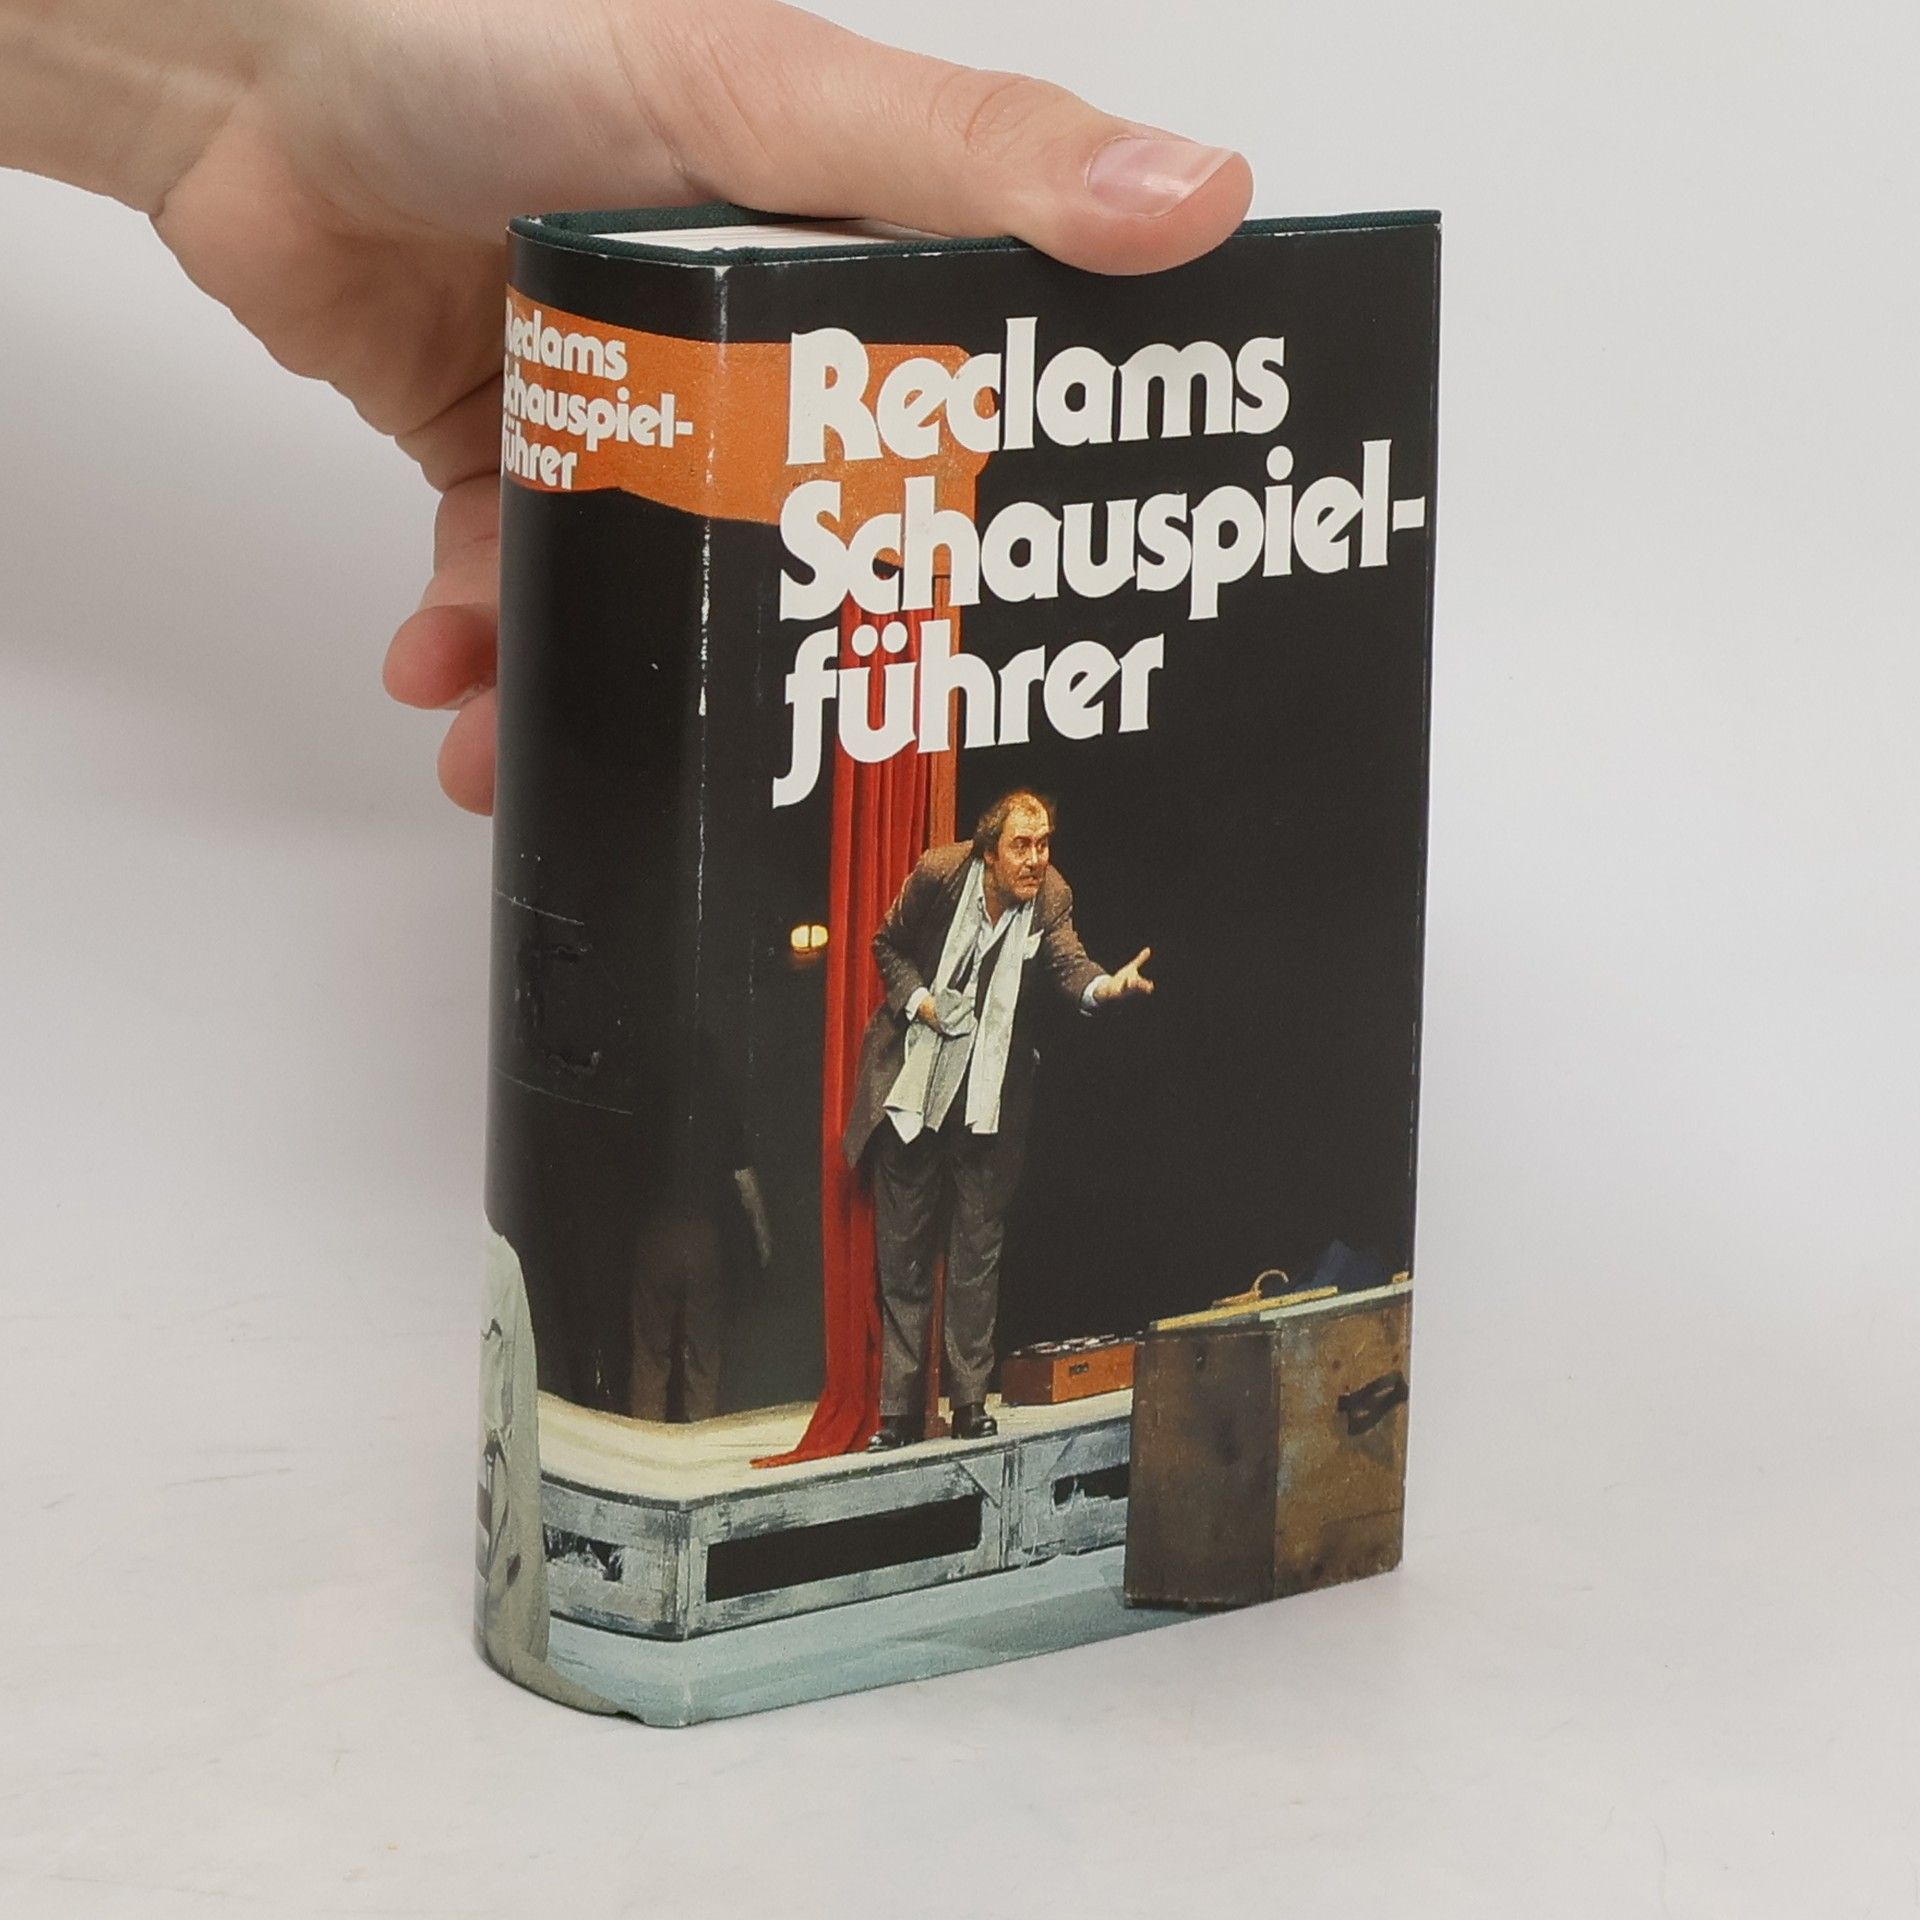 Reclams
Schauspiel-
führer
Reclams
Schauspiel-
führer